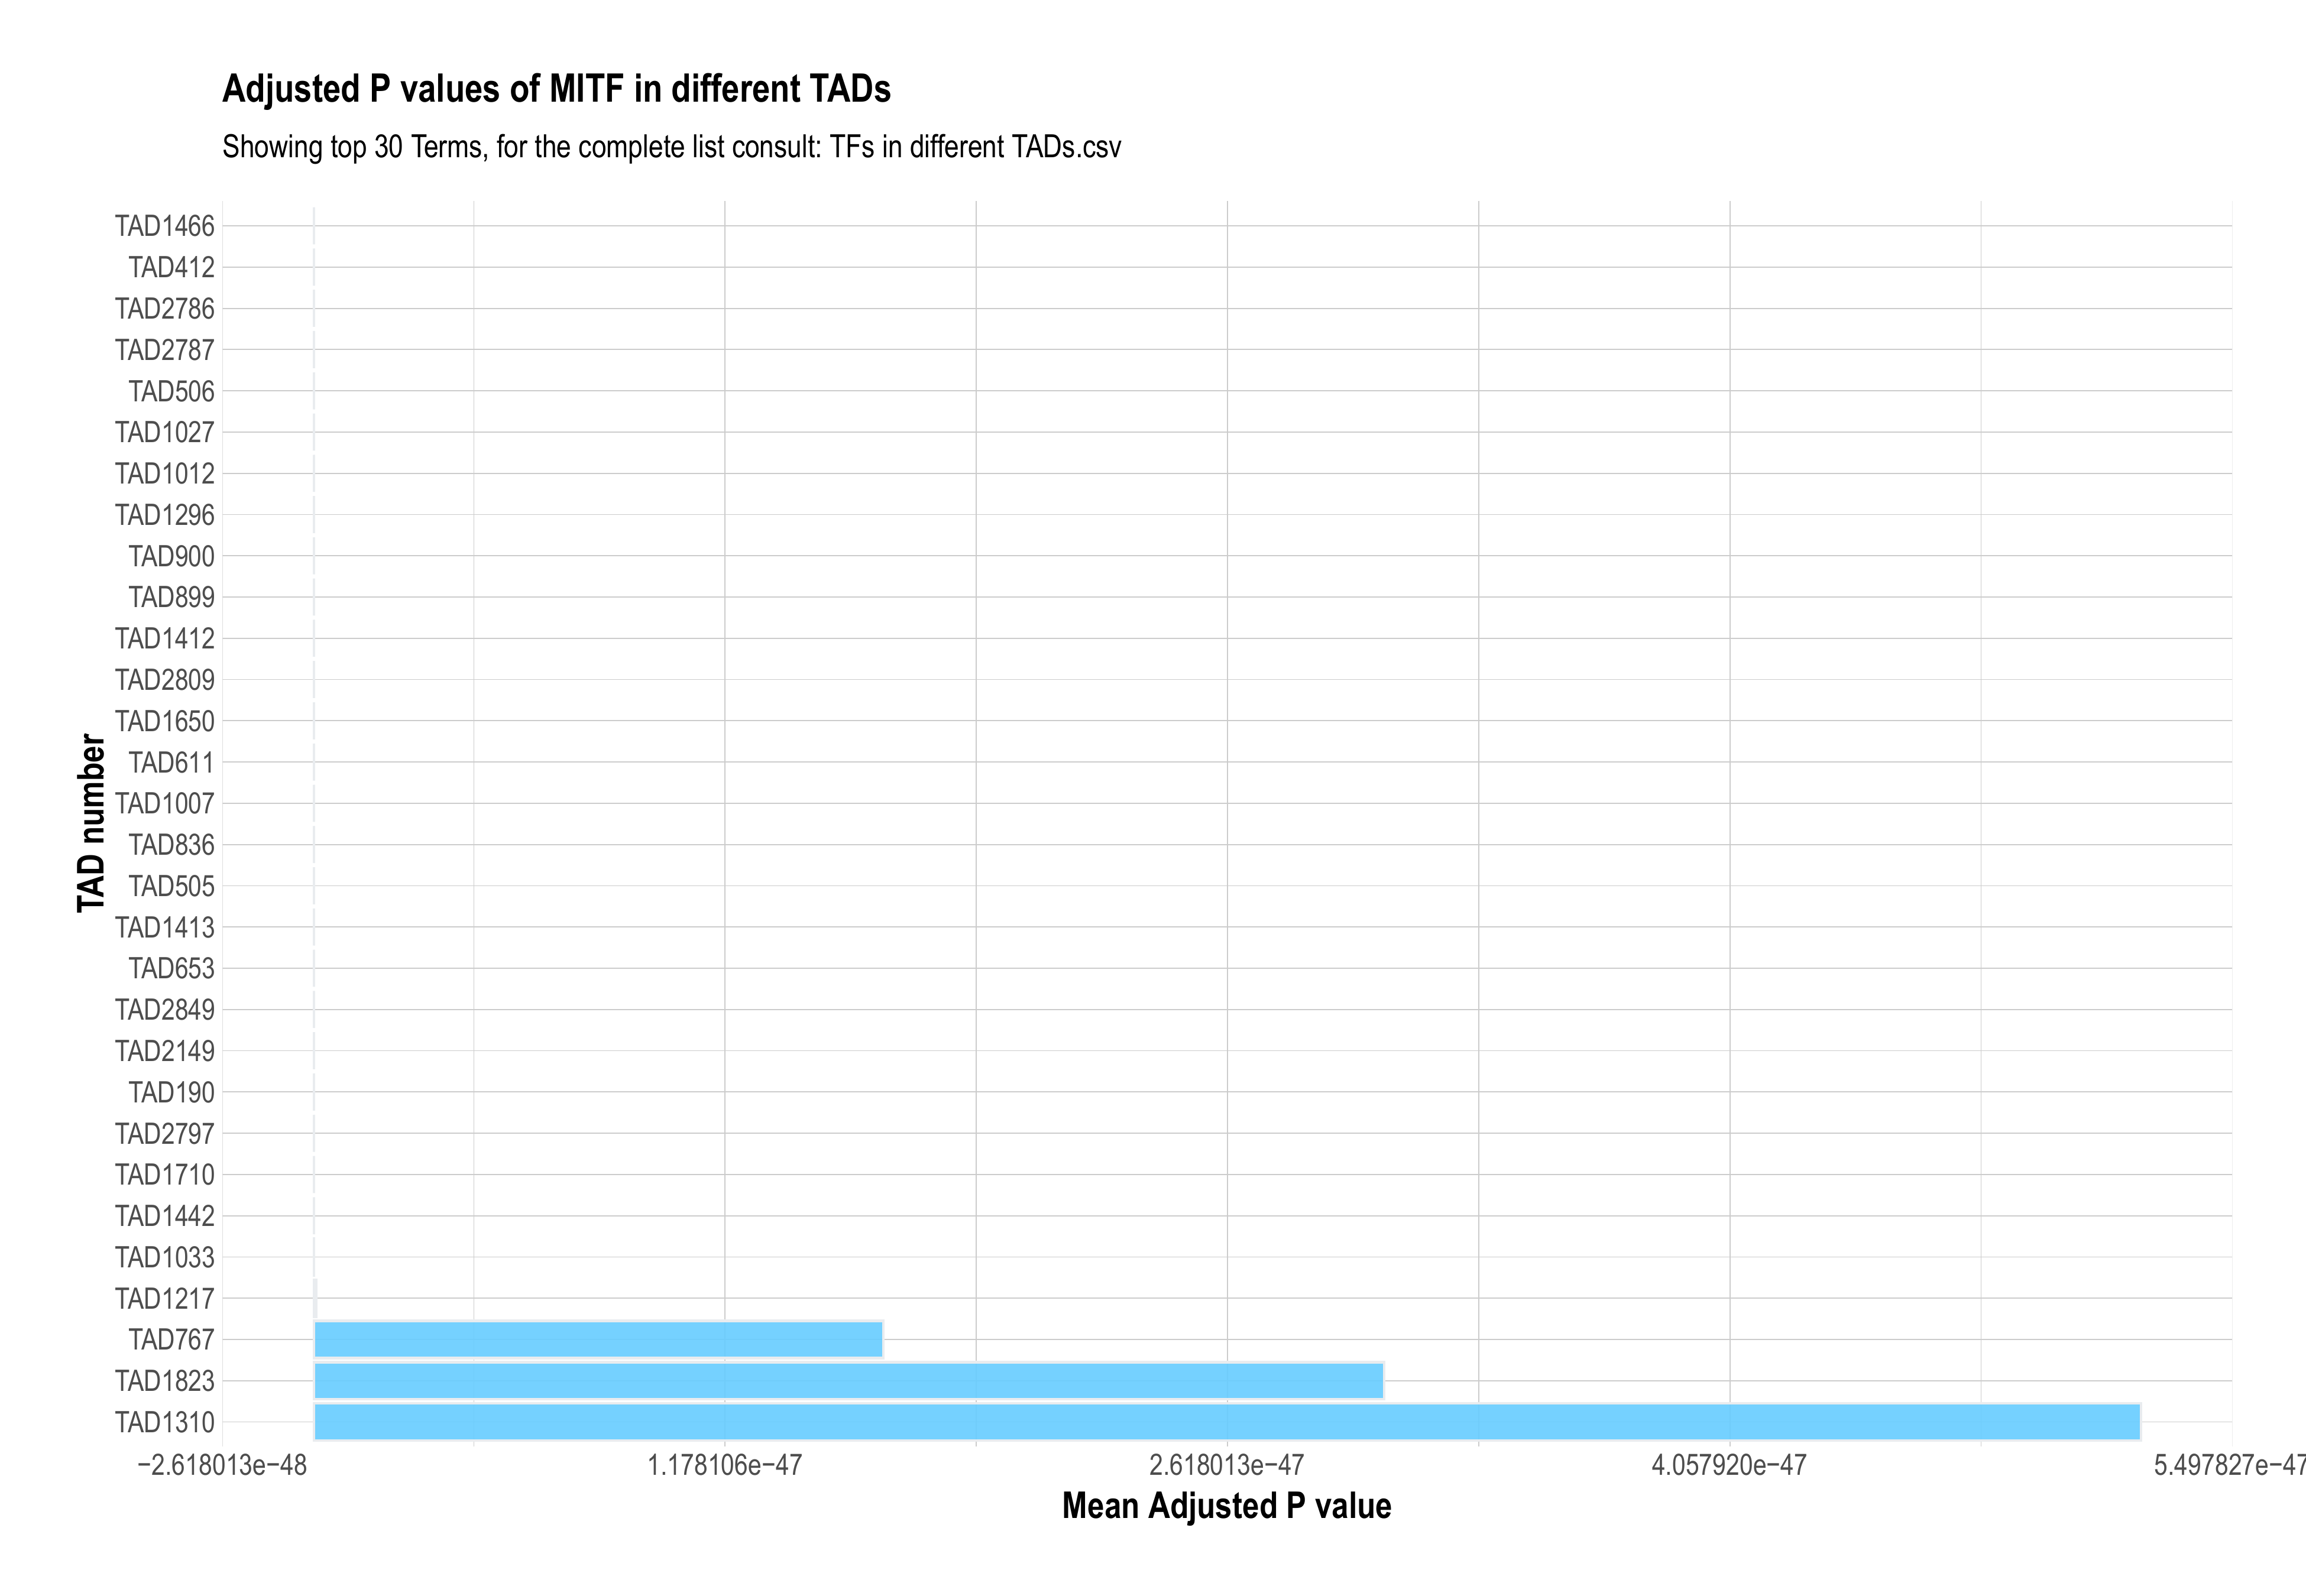 Adjusted P values of MITF in different TADs
Showing top 30 Terms, for the complete list consult: TFs in different TADs.csv
TAD number
TAD1466
TAD412
TAD2786
TAD2787
TAD506
TAD1027
TAD1012
TAD1296
TAD900
TAD899
TAD1412
TAD2809
TAD1650
TAD611
TAD1007
TAD836
TAD505
TAD1413
TAD653
TAD2849
TAD2149
TAD190
TAD2797
TAD1710
TAD1442
TAD1033
TAD1217
TAD767
TAD1823
TAD1310
−2.618013e−48 1.178106e−47 2.618013e−47 4.057920e−47 5.497827e−47
Mean Adjusted P value